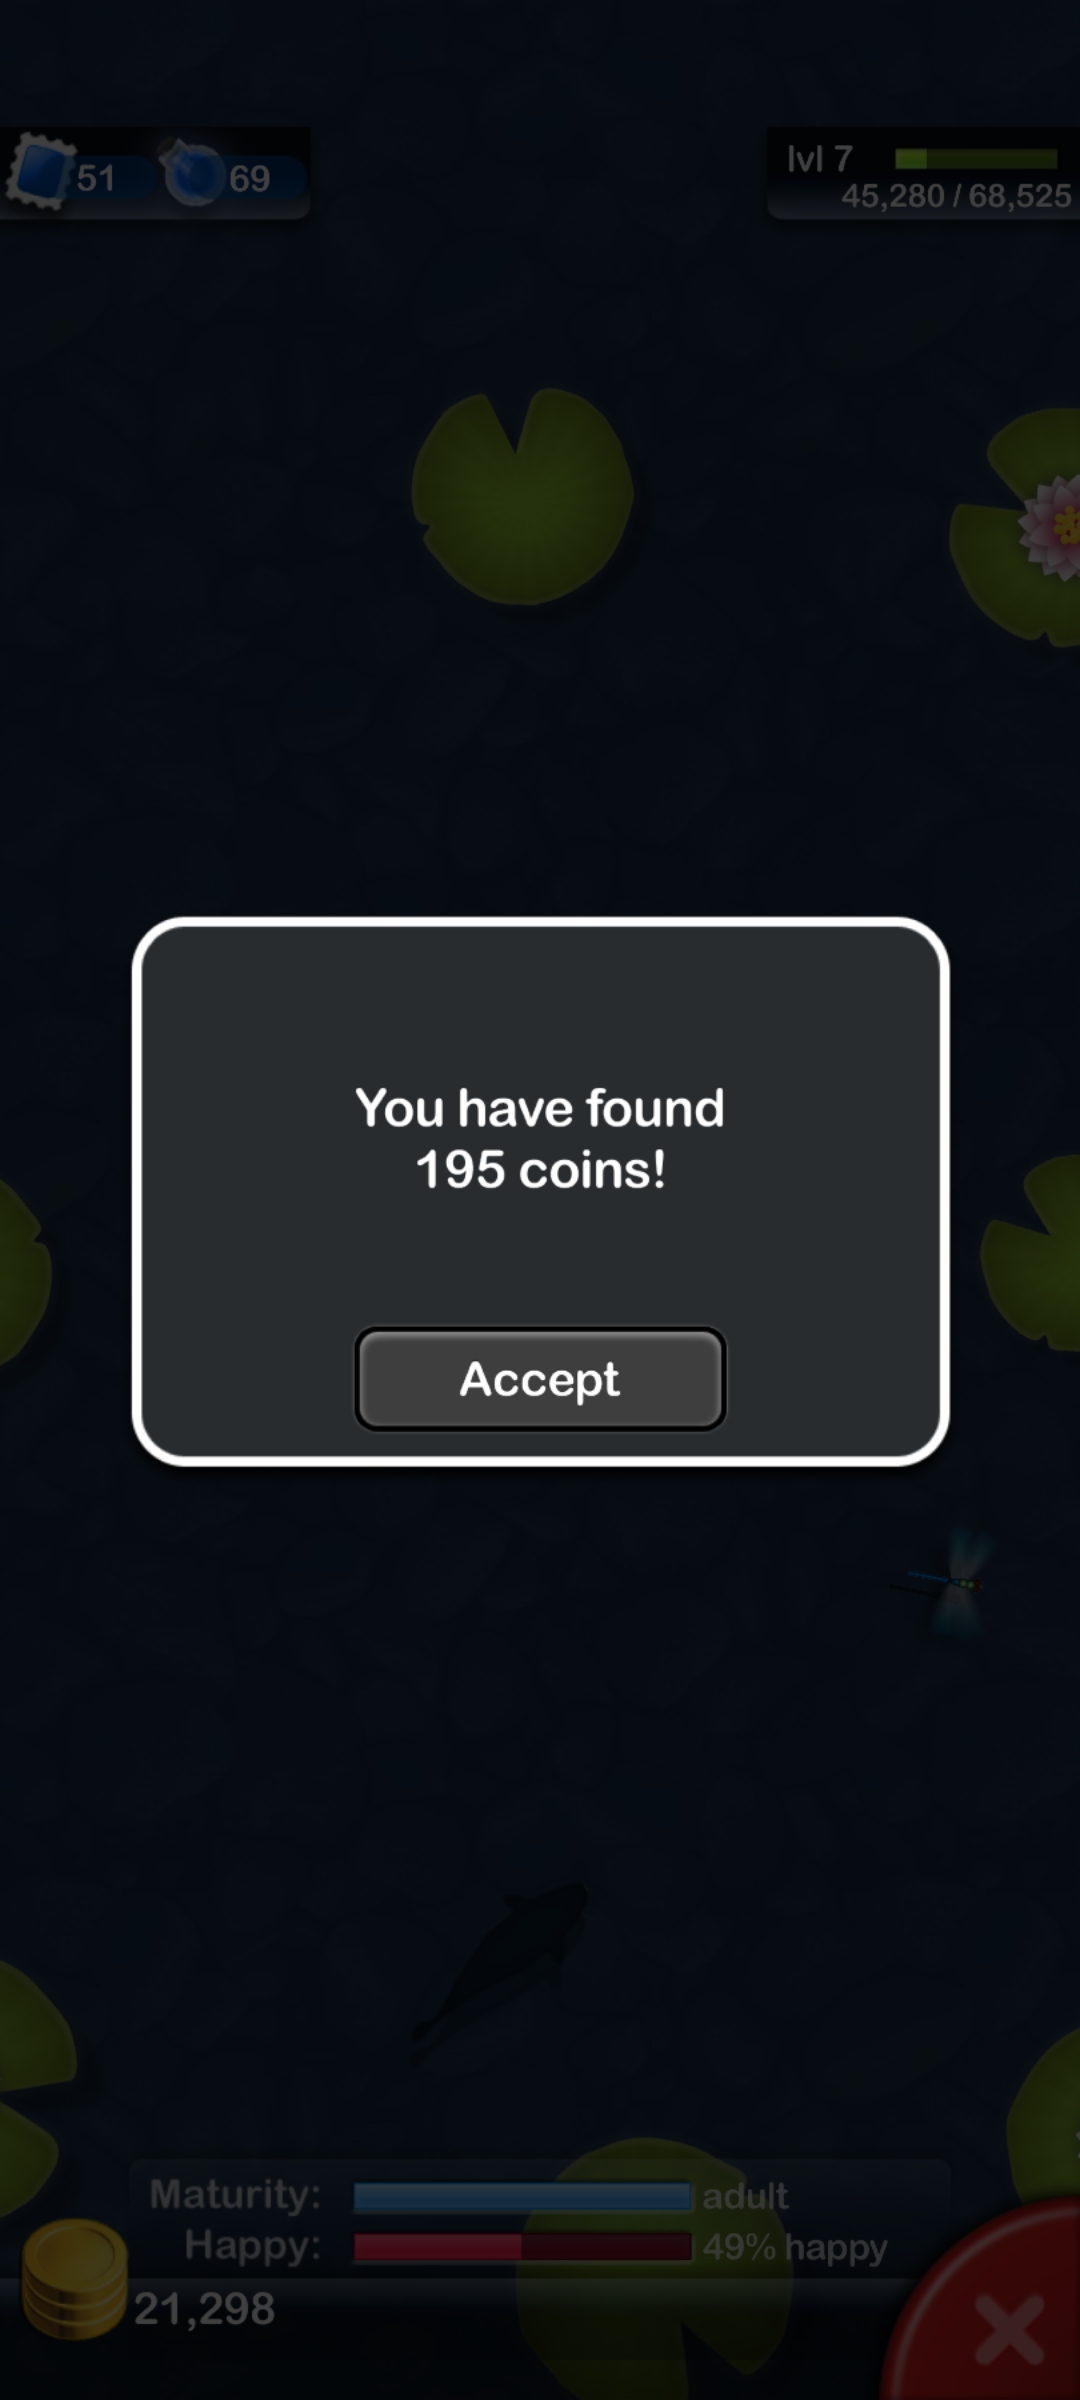 51 69
lvl 7
45,280 / 68,525
You have found
195 coins!
Accept
Maturity: adult
Happy: 49% happy
21,298